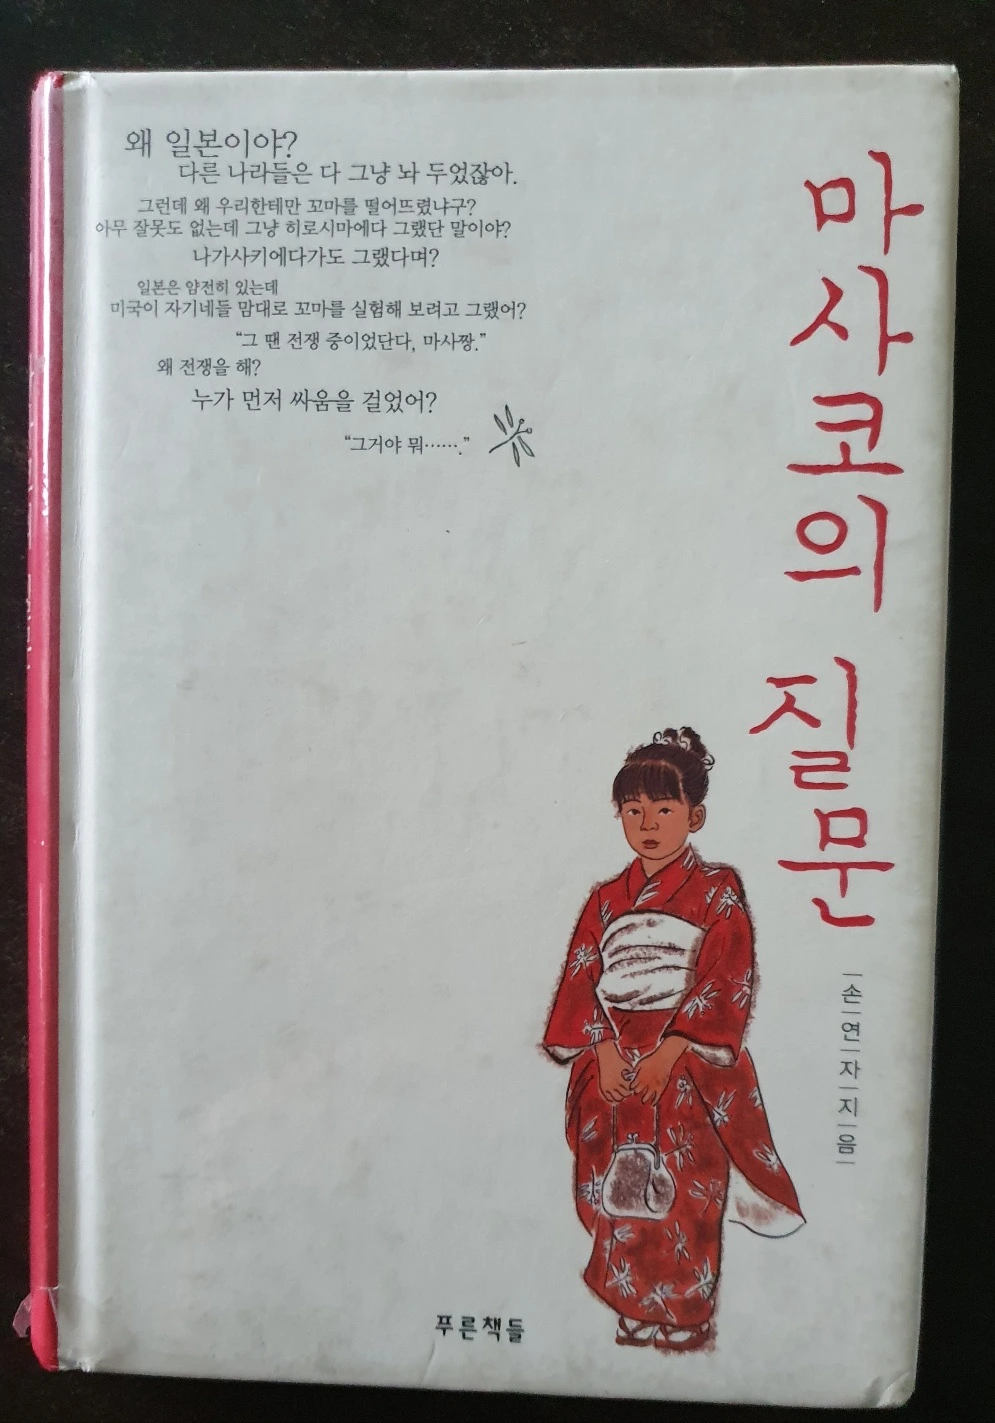 왜 일본이야?
다른 나라들은 다 그냥 놔 두었잖아.
그런데 왜 우리한테만 꼬마를 떨어뜨렸냐구?
아무 잘못도 없는데 그냥 히로시마에다 그랬단 말이야?
나가사키에다가도 그랬다며?
일본은 얌전히 있는데
미국이 자기네들 맘대로 꼬마를 실험해 보려고 그랬어?
“그 땐 전쟁 중이었단다, 마사짱.”
왜 전쟁을 해?
누가 먼저 싸움을 걸었어?
“그거야 뭐…….”
마사코의 질문
손연자 지음
푸른책들